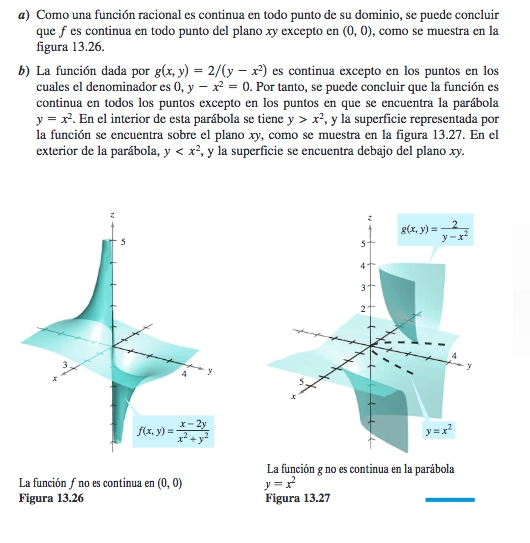 a) Como una función racional es continua en todo punto de su dominio, se puede concluir
que f es continua en todo punto del plano xy excepto en (0, 0), como se muestra en la
figura 13.26.
b) La función dada por g(x, y) = 2/(y − x²) es continua excepto en los puntos en los
cuales el denominador es 0, y − x² = 0. Por tanto, se puede concluir que la función es
continua en todos los puntos excepto en los puntos en que se encuentra la parábola
y = x². En el interior de esta parábola se tiene y > x², y la superficie representada por
la función se encuentra sobre el plano xy, como se muestra en la figura 13.27. En el
exterior de la parábola, y < x², y la superficie se encuentra debajo del plano xy.
z
5
3
x
4
y
f(x, y) = x − 2y / x² + y²
La función f no es continua en (0, 0)
Figura 13.26
z
g(x, y) = 2 / y − x²
5
4
3
2
4
y
5
x
y = x²
La función g no es continua en la parábola
y = x²
Figura 13.27